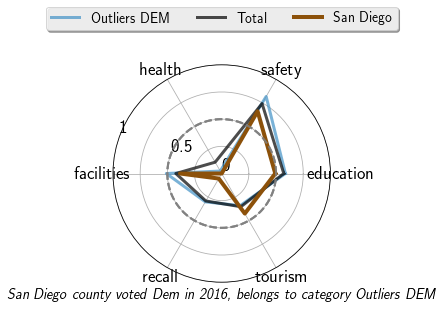 Outliers DEM Total San Diego
health safety
1
0.5
0
facilities education
recall tourism
San Diego county voted Dem in 2016, belongs to category Outliers DEM